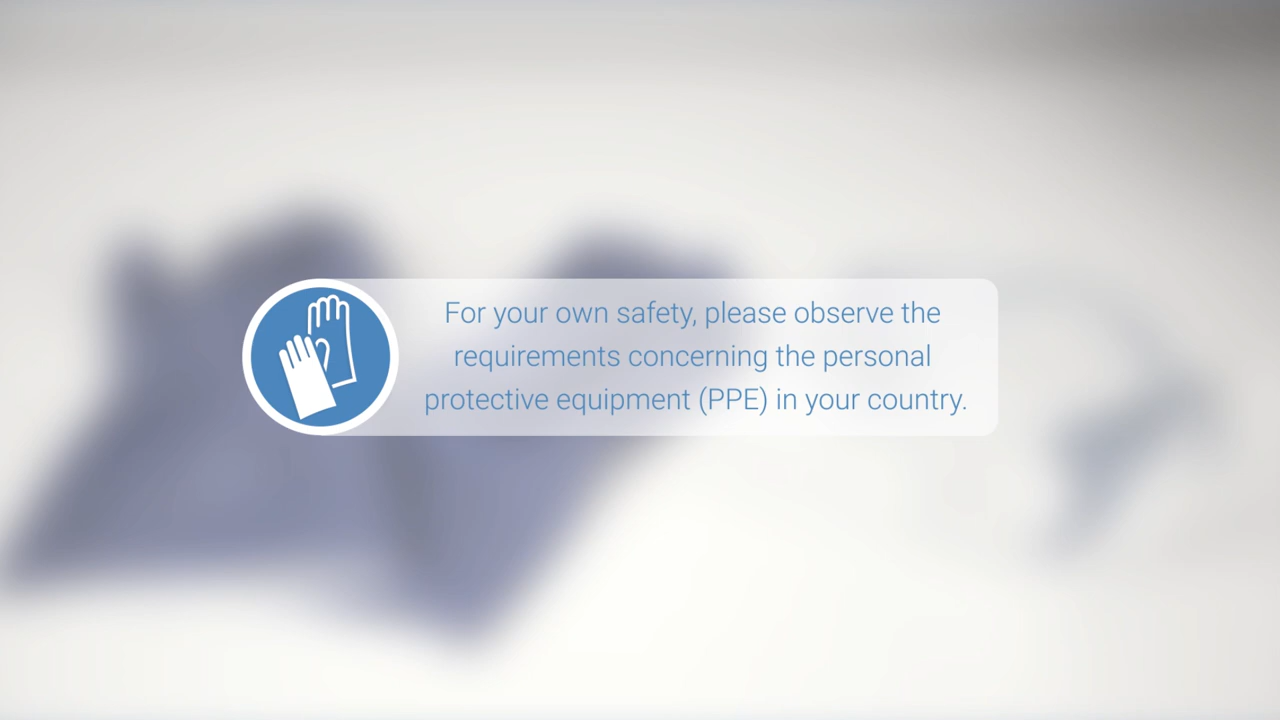 For your own safety, please observe the
requirements concerning the personal
protective equipment (PPE) in your country.